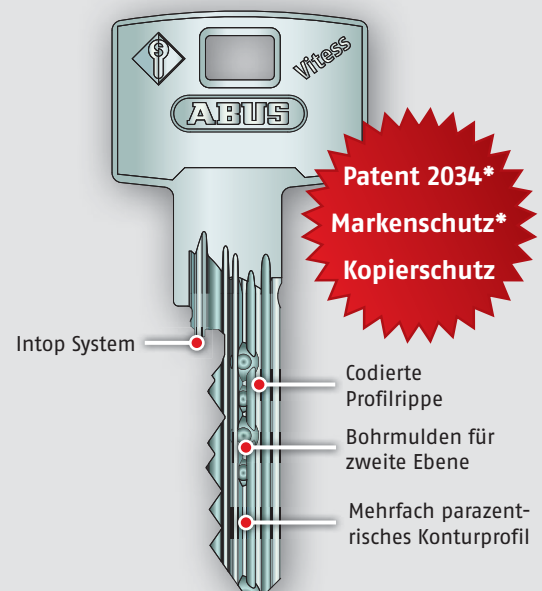 Vitess
ABUS
Patent 2034*
Markenschutz*
Kopierschutz
Intop System
Codierte
Profilrippe
Bohrmulden für
zweite Ebene
Mehrfach parazent-
risches Konturprofil